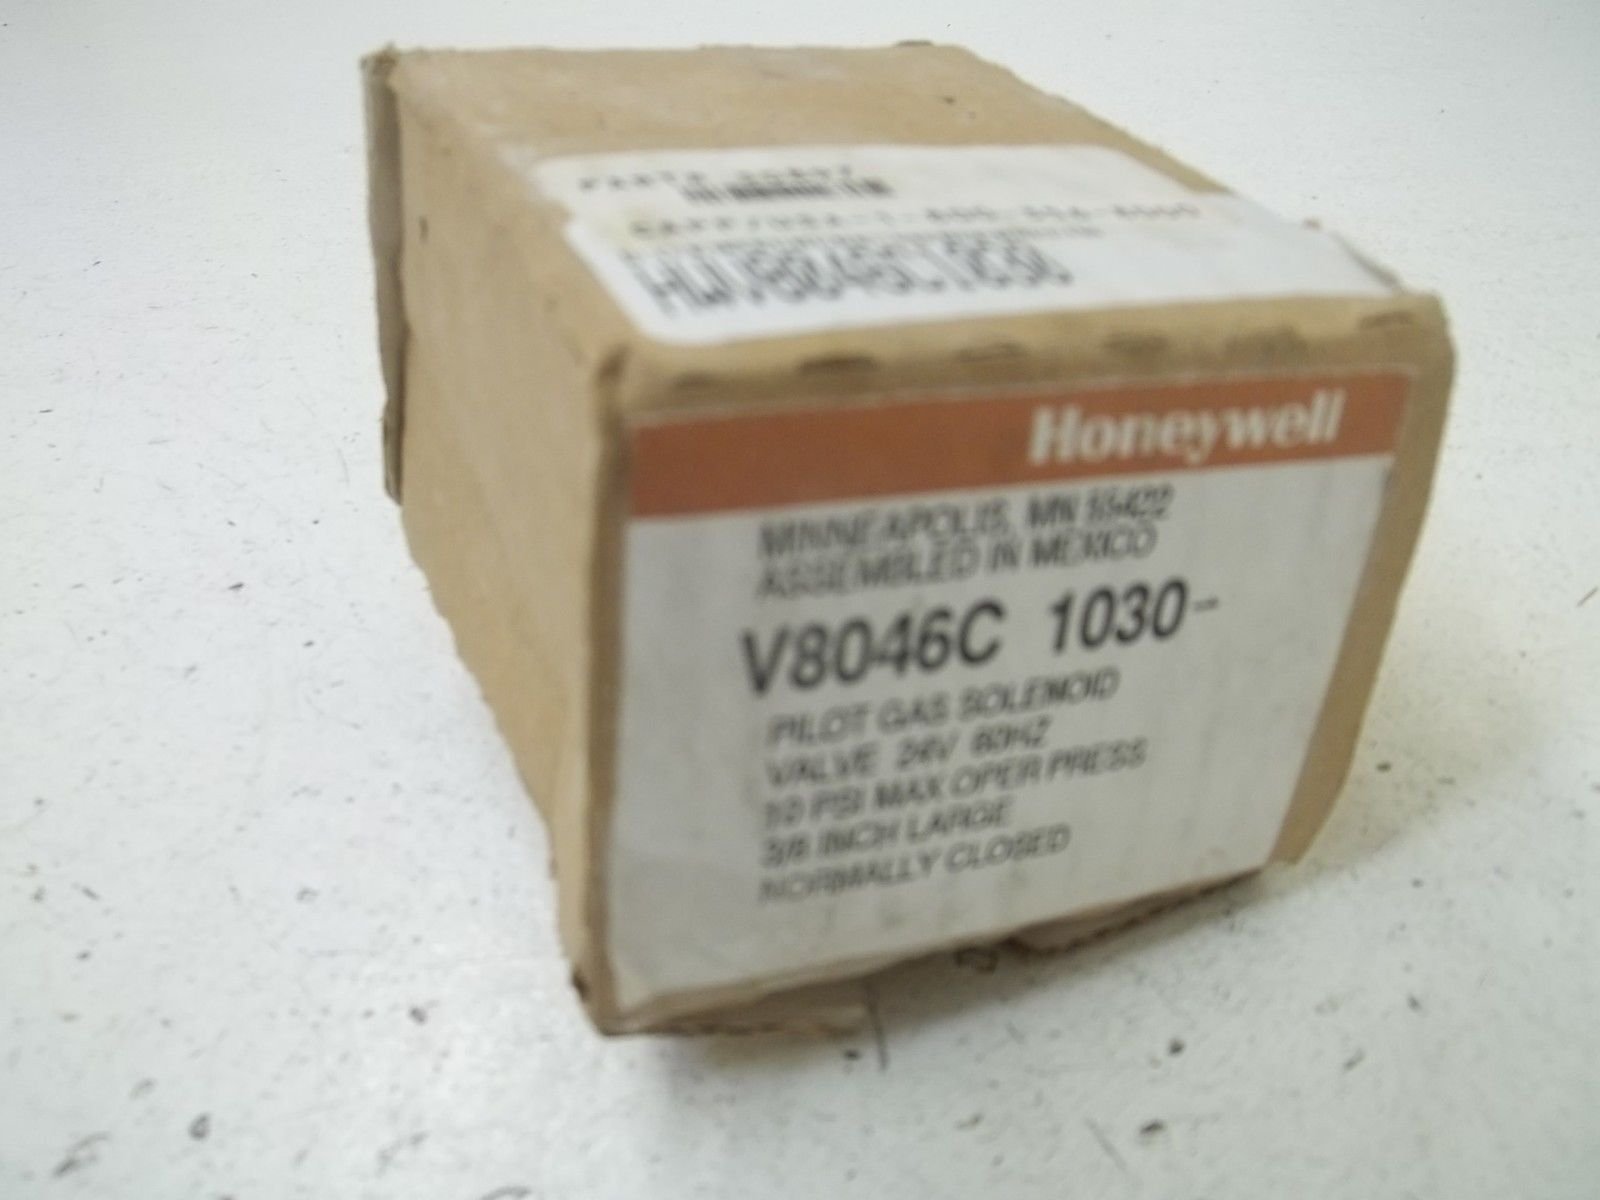 HWV8046C1030
Honeywell
MINNEAPOLIS, MN 55422
ASSEMBLED IN MEXICO
V8046C 1030-
PILOT GAS SOLENOID
VALVE 24V 60HZ
10 PSI MAX OPER PRESS
3/8 INCH LARGE
NORMALLY CLOSED